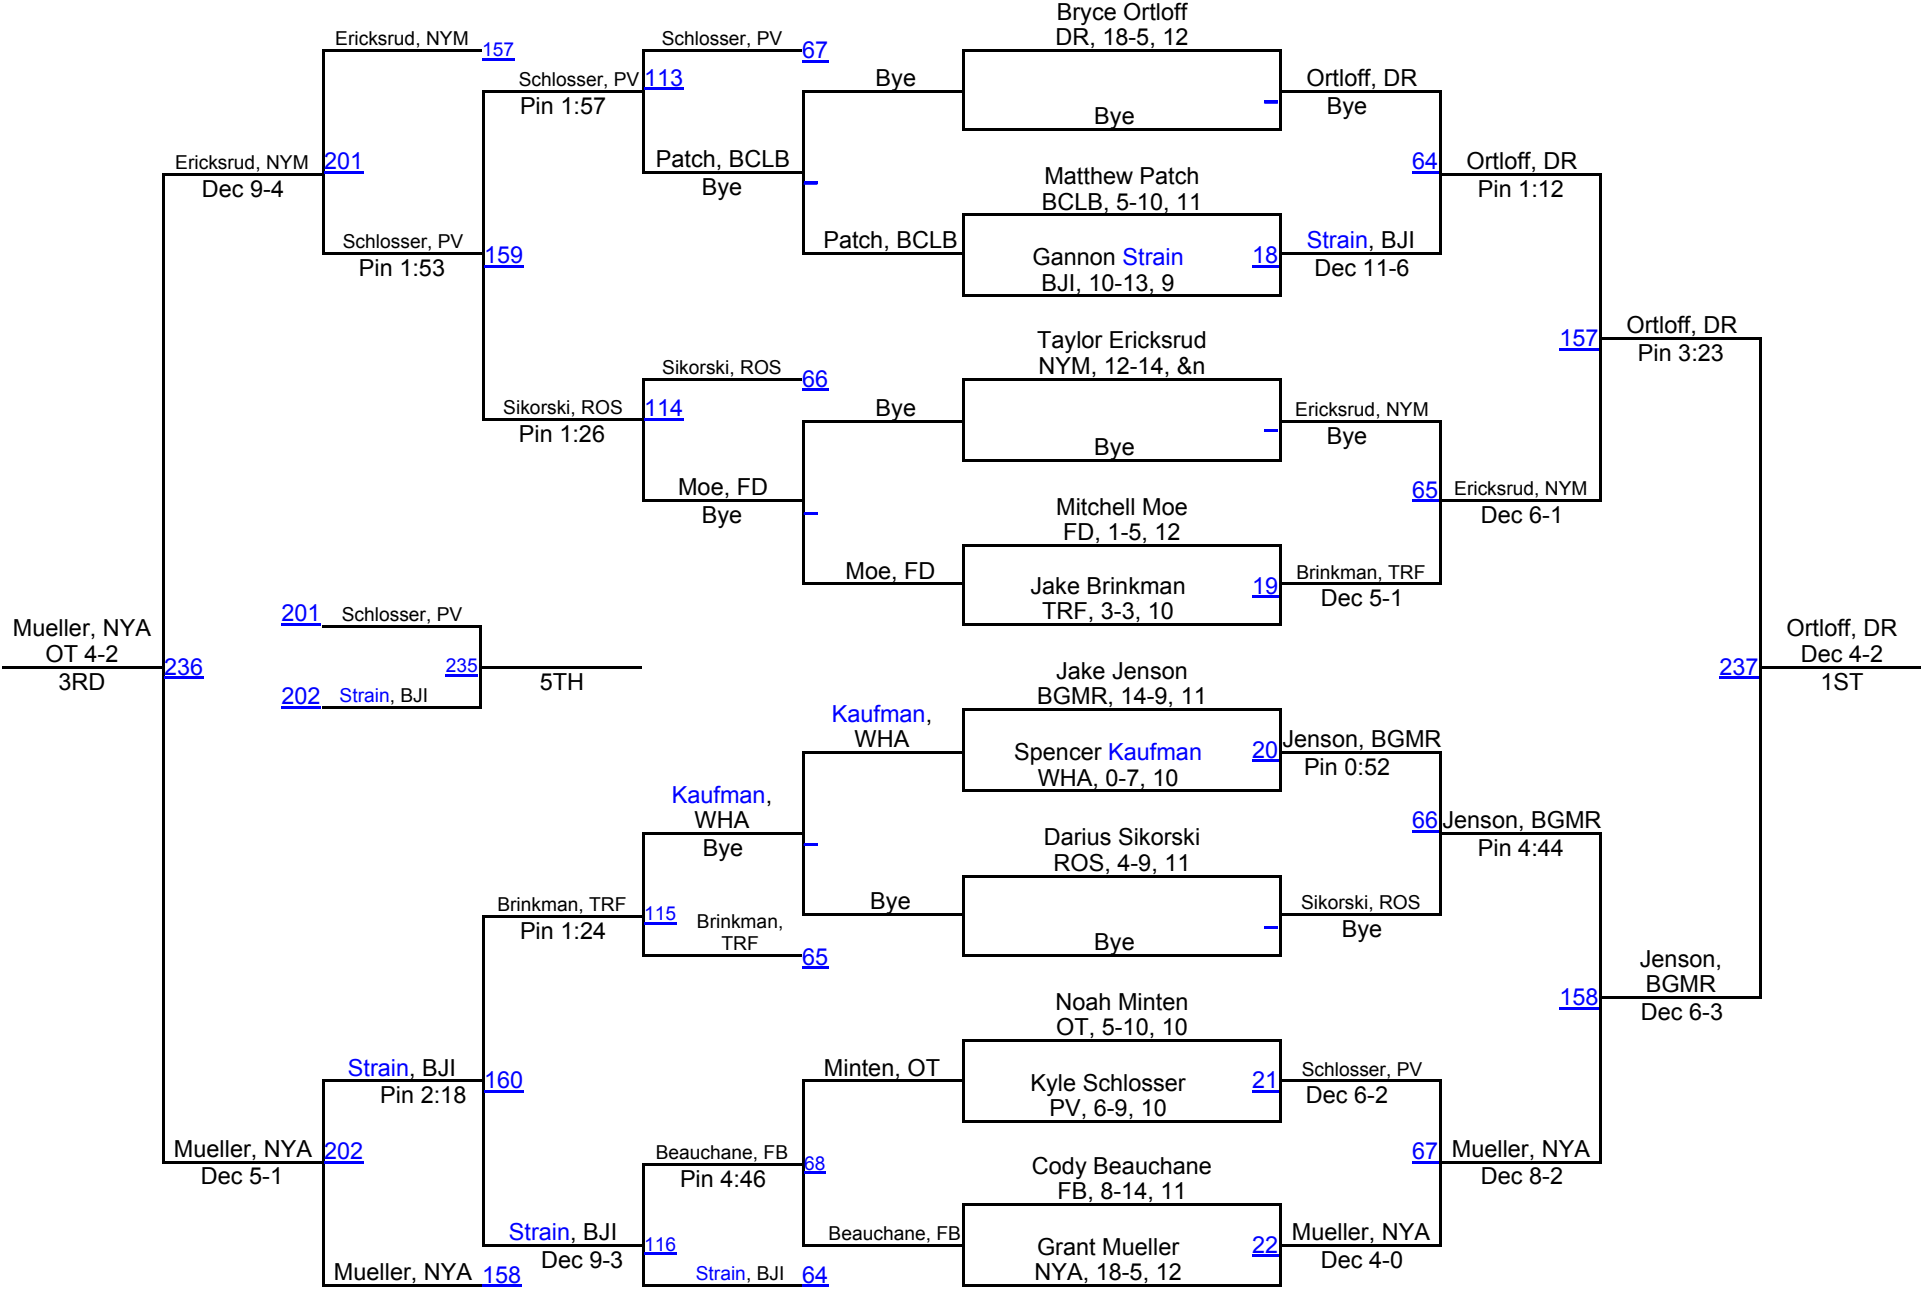 Bryce Ortloff
DR, 18-5, 12
Bye
Matthew Patch
BCLB, 5-10, 11
Gannon Strain
BJI, 10-13, 9
18
Taylor Ericksrud
NYM, 12-14, &n
Bye
Mitchell Moe
FD, 1-5, 12
Jake Brinkman
TRF, 3-3, 10
19
Jake Jenson
BGMR, 14-9, 11
Spencer Kaufman
WHA, 0-7, 10
20
Darius Sikorski
ROS, 4-9, 11
Bye
Noah Minten
OT, 5-10, 10
Kyle Schlosser
PV, 6-9, 10
21
Cody Beauchane
FB, 8-14, 11
Grant Mueller
NYA, 18-5, 12
22
Ortloff, DR
Bye
64
Strain, BJI
Dec 11-6
Ericksrud, NYM
Bye
65
Brinkman, TRF
Dec 5-1
Jenson, BGMR
Pin 0:52
66
Sikorski, ROS
Bye
Schlosser, PV
Dec 6-2
67
Mueller, NYA
Dec 4-0
Ortloff, DR
Pin 1:12
157
Ericksrud, NYM
Dec 6-1
Jenson, BGMR
Pin 4:44
158
Mueller, NYA
Dec 8-2
Ortloff, DR
Pin 3:23
237
Jenson,
BGMR
Dec 6-3
Ortloff, DR
Dec 4-2
1ST
Bye
Patch, BCLB
Bye
Moe, FD
Kaufman,
WHA
Bye
Minten, OT
68
Beauchane, FB
Schlosser, PV
67
113
Patch, BCLB
Bye
Sikorski, ROS
66
114
Moe, FD
Bye
Kaufman,
WHA
Bye
115
Brinkman,
TRF
65
Beauchane, FB
Pin 4:46
116
Strain, BJI
64
Schlosser, PV
Pin 1:57
159
Sikorski, ROS
Pin 1:26
Brinkman, TRF
Pin 1:24
160
Strain, BJI
Dec 9-3
Ericksrud, NYM
157
201
Schlosser, PV
Pin 1:53
Strain, BJI
Pin 2:18
202
Mueller, NYA
158
Ericksrud, NYM
Dec 9-4
236
Mueller, NYA
Dec 5-1
Mueller, NYA
OT 4-2
3RD
201
Schlosser, PV
235
202
Strain, BJI
5TH